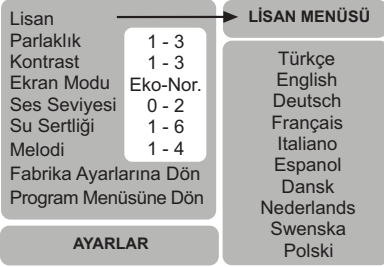 Lisan
Parlaklık 1 - 3
Kontrast 1 - 3
Ekran Modu Eko-Nor.
Ses Seviyesi 0 - 2
Su Sertliği 1 - 6
Melodi 1 - 4
Fabrika Ayarlarına Dön
Program Menüsüne Dön
AYARLAR
LİSAN MENÜSÜ
Türkçe
English
Deutsch
Français
Italiano
Espanol
Dansk
Nederlands
Swenska
Polski